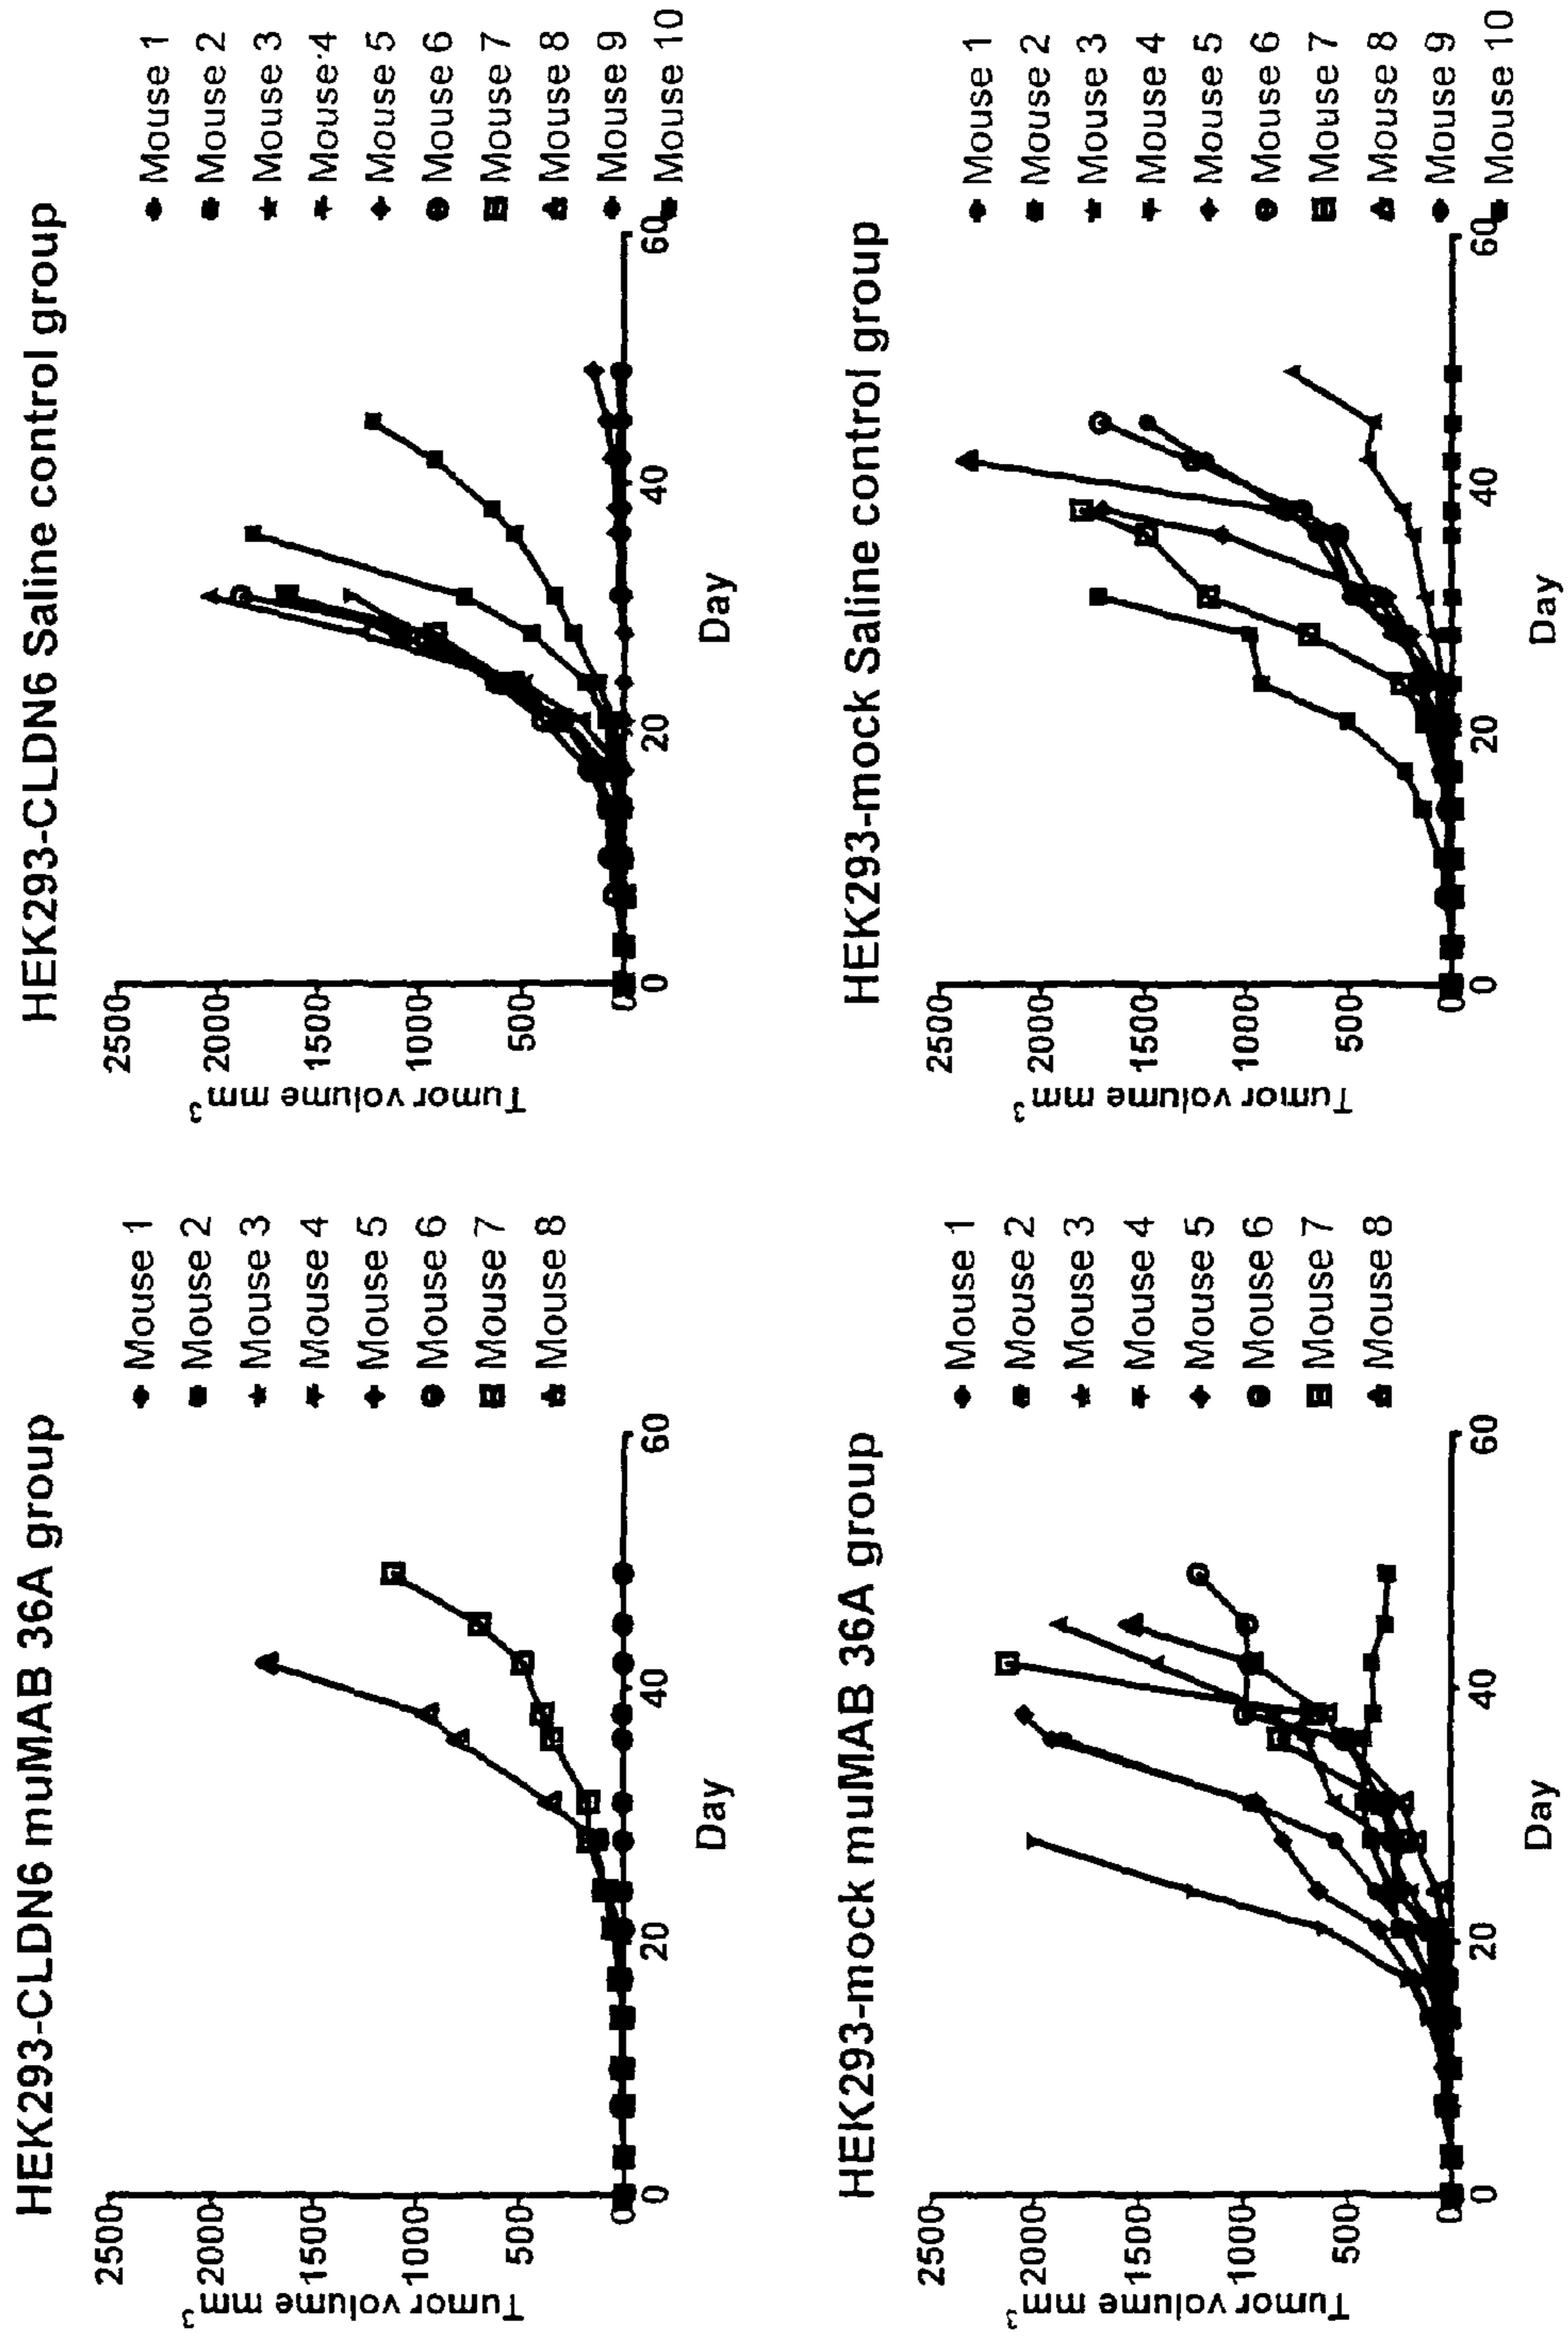 HEK293-CLDN6 muMAB 36A group
Tumor volume mm3
2500
2000
1500
1000
500
0
0
20
40
60
Day
Mouse 1
Mouse 2
Mouse 3
Mouse 4
Mouse 5
Mouse 6
Mouse 7
Mouse 8
HEK293-CLDN6 Saline control group
Tumor volume mm3
2500
2000
1500
1000
500
0
0
20
40
60
Day
Mouse 1
Mouse 2
Mouse 3
Mouse 4
Mouse 5
Mouse 6
Mouse 7
Mouse 8
Mouse 9
Mouse 10
HEK293-mock muMAB 36A group
Tumor volume mm3
2500
2000
1500
1000
500
0
0
20
40
60
Day
Mouse 1
Mouse 2
Mouse 3
Mouse 4
Mouse 5
Mouse 6
Mouse 7
Mouse 8
HEK293-mock Saline control group
Tumor volume mm3
2500
2000
1500
1000
500
0
0
20
40
60
Day
Mouse 1
Mouse 2
Mouse 3
Mouse 4
Mouse 5
Mouse 6
Mouse 7
Mouse 8
Mouse 9
Mouse 10